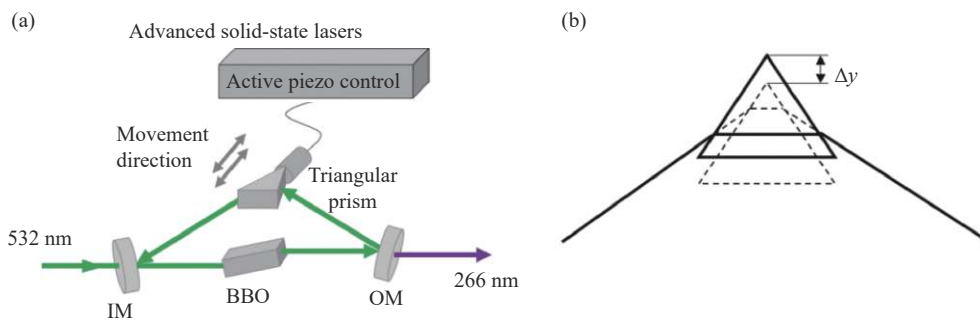 (a)
Advanced solid-state lasers
Active piezo control
Movement
direction
Triangular
prism
532 nm
IM
BBO
OM
266 nm
(b)
Δy